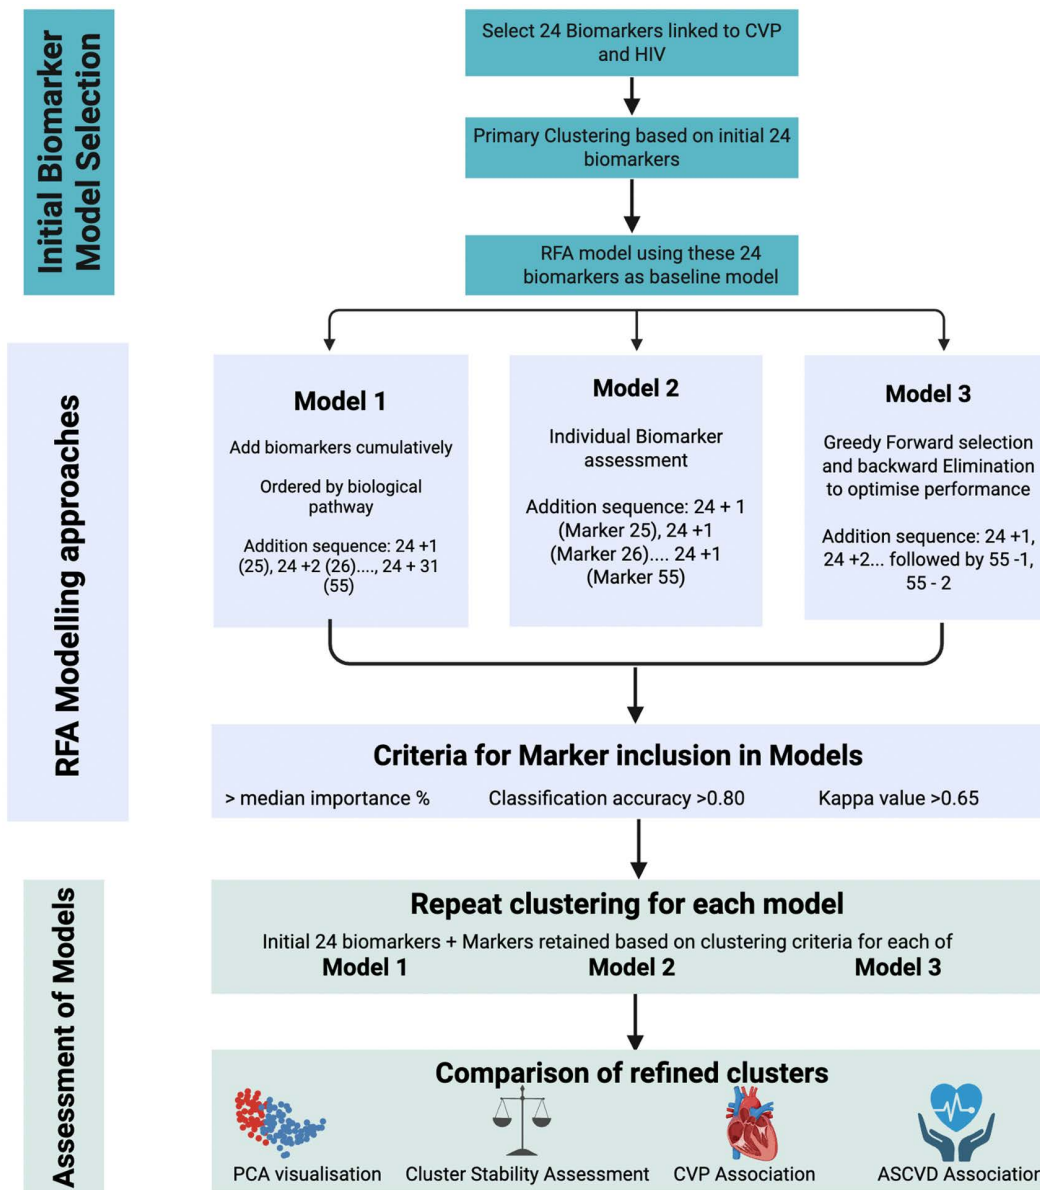 Initial Biomarker
Model Selection
Select 24 Biomarkers linked to CVP
and HIV
Primary Clustering based on initial 24
biomarkers
RFA model using these 24
biomarkers as baseline model
RFA Modelling approaches
Model 1
Add biomarkers cumulatively
Ordered by biological
pathway
Addition sequence: 24 +1
(25), 24 +2 (26)...., 24 + 31
(55)
Model 2
Individual Biomarker
assessment
Addition sequence: 24 + 1
(Marker 25), 24 +1
(Marker 26).... 24 +1
(Marker 55)
Model 3
Greedy Forward selection
and backward Elimination
to optimise performance
Addition sequence: 24 +1,
24 +2... followed by 55 -1,
55 - 2
Criteria for Marker inclusion in Models
> median importance %
Classification accuracy >0.80
Kappa value >0.65
Assessment of Models
Repeat clustering for each model
Initial 24 biomarkers + Markers retained based on clustering criteria for each of
Model 1
Model 2
Model 3
Comparison of refined clusters
PCA visualisation
Cluster Stability Assessment
CVP Association
ASCVD Association